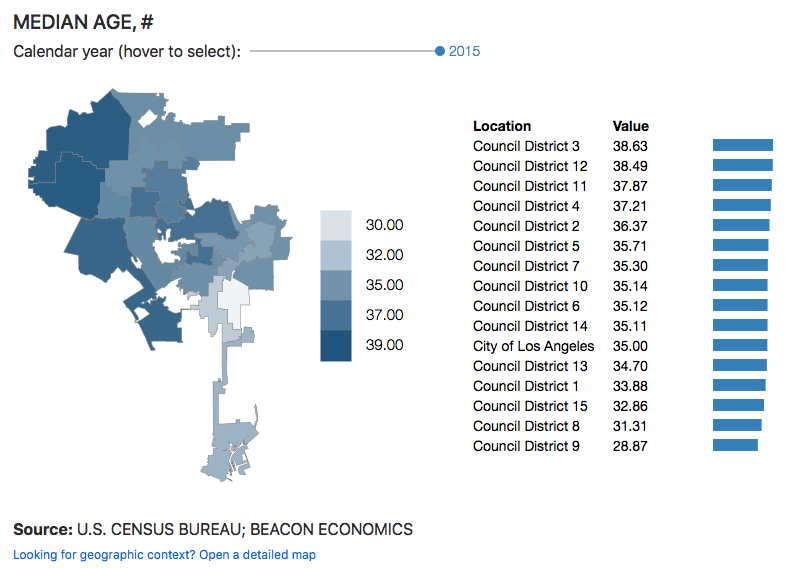 MEDIAN AGE, #
Calendar year (hover to select): 2015
30.00
32.00
35.00
37.00
39.00
Location Value
Council District 3 38.63
Council District 12 38.49
Council District 11 37.87
Council District 4 37.21
Council District 2 36.37
Council District 5 35.71
Council District 7 35.30
Council District 10 35.14
Council District 6 35.12
Council District 14 35.11
City of Los Angeles 35.00
Council District 13 34.70
Council District 1 33.88
Council District 15 32.86
Council District 8 31.31
Council District 9 28.87
Source: U.S. CENSUS BUREAU; BEACON ECONOMICS
Looking for geographic context? Open a detailed map